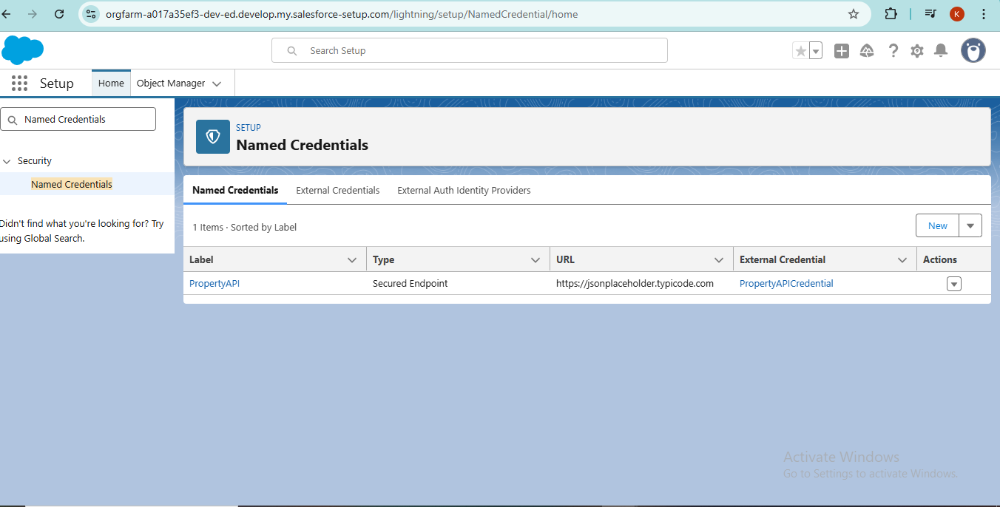 orgfarm-a017a35ef3-dev-ed.develop.my.salesforce-setup.com/lightning/setup/NamedCredential/home
K
Search Setup
Setup
Home
Object Manager
Named Credentials
Security
Named Credentials
Didn't find what you're looking for? Try
using Global Search.
SETUP
Named Credentials
Named Credentials External Credentials External Auth Identity Providers
1 Items · Sorted by Label
New
Label Type URL External Credential Actions
PropertyAPI Secured Endpoint https://jsonplaceholder.typicode.com PropertyAPICredential
Activate Windows
Go to Settings to activate Windows.